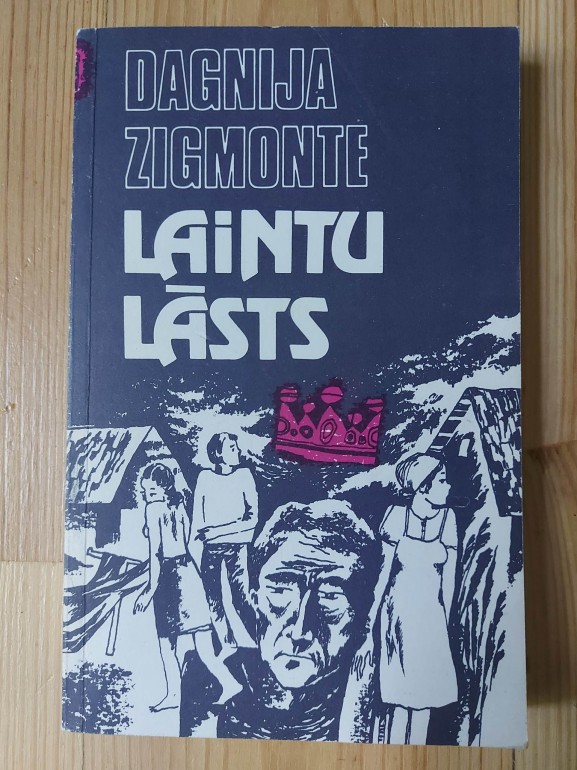 DAGNIJA
ZIGMONTE
LAiNTU
LĀSTS